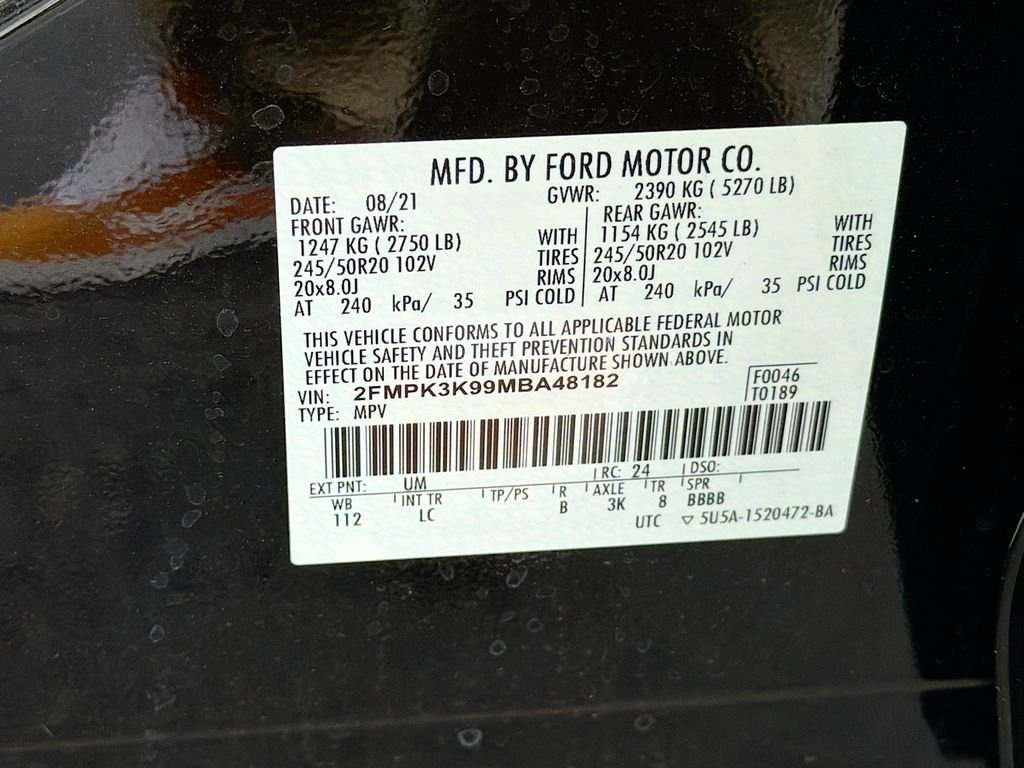 MFD. BY FORD MOTOR CO.
DATE: 08/21 GVWR: 2390 KG ( 5270 LB)
FRONT GAWR: REAR GAWR:
1247 KG ( 2750 LB) WITH 1154 KG ( 2545 LB) WITH
245/50R20 102V TIRES 245/50R20 102V TIRES
20x8.0J RIMS 20x8.0J RIMS
AT 240 kPa/ 35 PSI COLD AT 240 kPa/ 35 PSI COLD
THIS VEHICLE CONFORMS TO ALL APPLICABLE FEDERAL MOTOR
VEHICLE SAFETY AND THEFT PREVENTION STANDARDS IN
EFFECT ON THE DATE OF MANUFACTURE SHOWN ABOVE.
VIN: 2FMPK3K99MBA48182 F0046
TYPE: MPV T0189
EXT PNT: UM RC: 24 DSO:
WB INT TR TP/PS R AXLE TR SPR
112 LC B 3K 8 BBBB
UTC ▽ 5U5A-1520472-BA